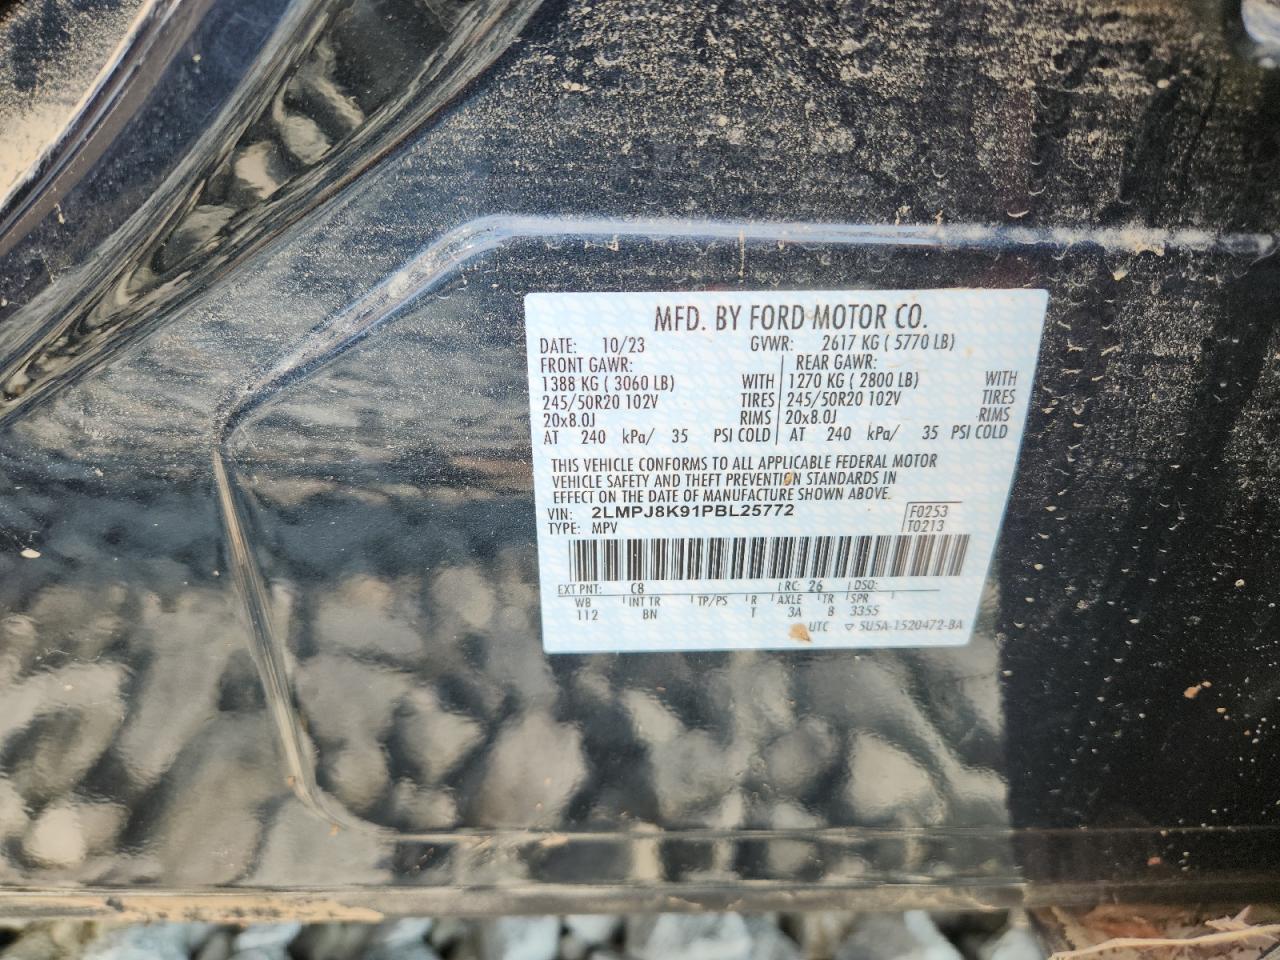 MFD. BY FORD MOTOR CO.
DATE: 10/23 GVWR: 2617 KG ( 5770 LB)
FRONT GAWR: REAR GAWR:
1388 KG ( 3060 LB) WITH 1270 KG ( 2800 LB) WITH
245/50R20 102V TIRES 245/50R20 102V TIRES
20x8.0J RIMS 20x8.0J RIMS
AT 240 kPa/ 35 PSI COLD AT 240 kPa/ 35 PSI COLD
THIS VEHICLE CONFORMS TO ALL APPLICABLE FEDERAL MOTOR
VEHICLE SAFETY AND THEFT PREVENTION STANDARDS IN
EFFECT ON THE DATE OF MANUFACTURE SHOWN ABOVE.
VIN: 2LMPJ8K91PBL25772 F0253
TYPE: MPV T0213
EXT PNT: C8 RC: 26 DSO:
WB INT TR TP/PS R AXLE TR SPR
112 BN T 3A B 3355
UTC ▽ 5U5A-1520472-BA